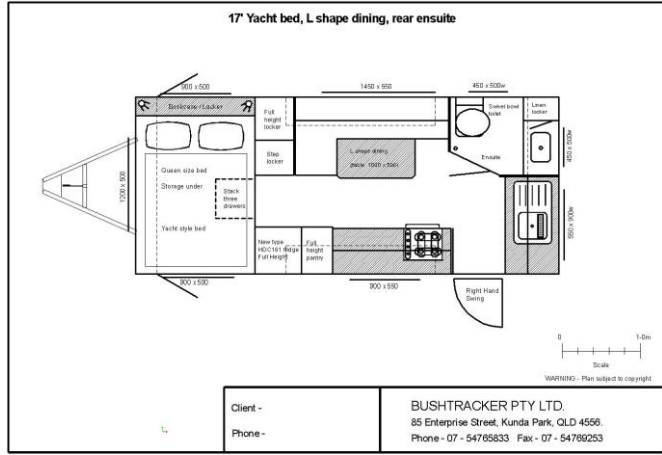 17' Yacht bed, L shape dining, rear ensuite
900 x 500
1450 x 550
450 x 500w
Bookcase / Locker
Full height locker
Swivel bowl toilet
Linen locker
450 x 500w
Step locker
L shape dining
Ensuite
1200 x 500
Queen size bed
Storage under
Stack three drawers
Yacht style bed
550 x 900w
New type
Full Height
Full height pantry
900 x 500
900 x 550
Right Hand Swing
0
1.0m
Scale
WARNING - Plan subject to copyright
Client -
Phone -
BUSHTRACKER PTY LTD.
85 Enterprise Street, Kunda Park, QLD 4556.
Phone - 07 - 54765833 Fax - 07 - 54769253